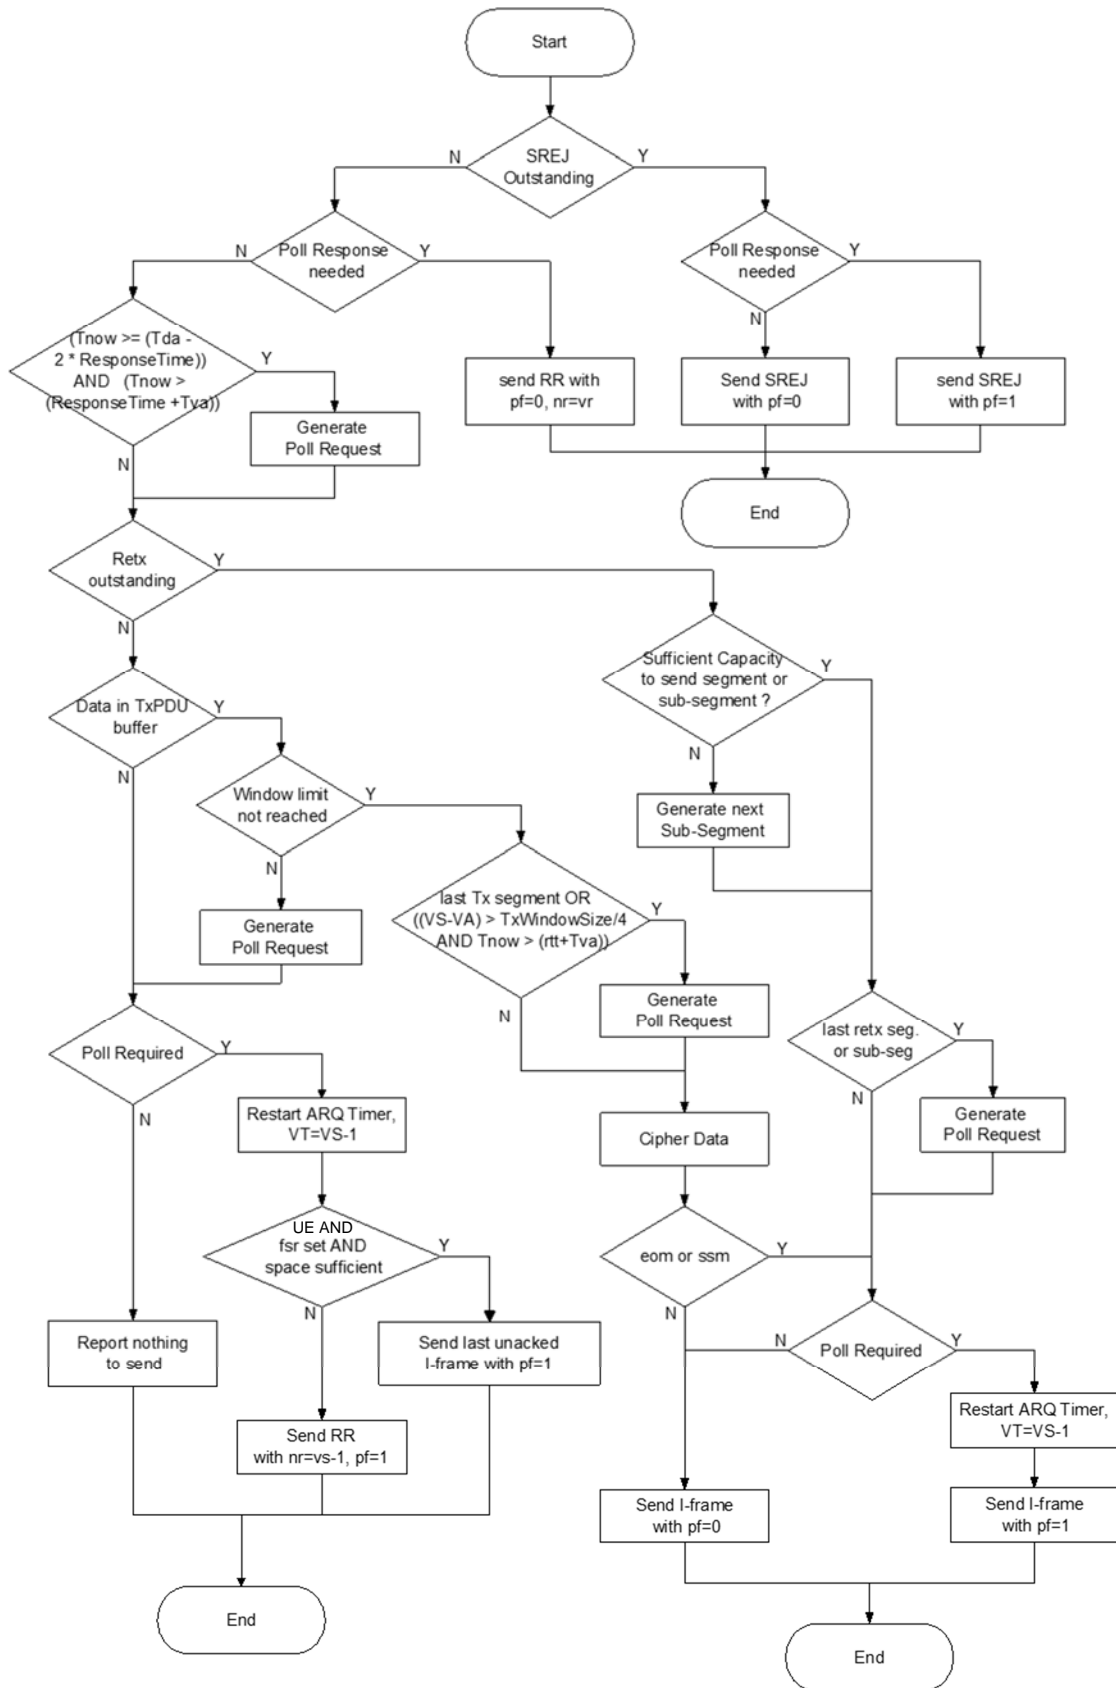 Start
SREJ
Outstanding
N
Y
Poll Response
needed
N
Y
Poll Response
needed
Y
N
(Tnow >= (Tda -
2 * ResponseTime))
AND (Tnow >
(ResponseTime +Tva))
Y
N
send RR with
pf=0, nr=vr
Send SREJ
with pf=0
send SREJ
with pf=1
Generate
Poll Request
End
Retx
outstanding
Y
N
Sufficient Capacity
to send segment or
sub-segment ?
Y
N
Data in TxPDU
buffer
Y
N
Window limit
not reached
Y
N
Generate next
Sub-Segment
last Tx segment OR
((VS-VA) > TxWindowSize/4
AND Tnow > (rtt+Tva))
Y
N
Generate
Poll Request
Generate
Poll Request
last retx seg.
or sub-seg
Y
N
Poll Required
Y
N
Restart ARQ Timer,
VT=VS-1
Cipher Data
Generate
Poll Request
UE AND
fsr set AND
space sufficient
Y
N
eom or ssm
Y
N
Report nothing
to send
Send last unacked
I-frame with pf=1
Poll Required
N
Y
Send RR
with nr=vs-1, pf=1
Restart ARQ Timer,
VT=VS-1
Send I-frame
with pf=0
Send I-frame
with pf=1
End
End